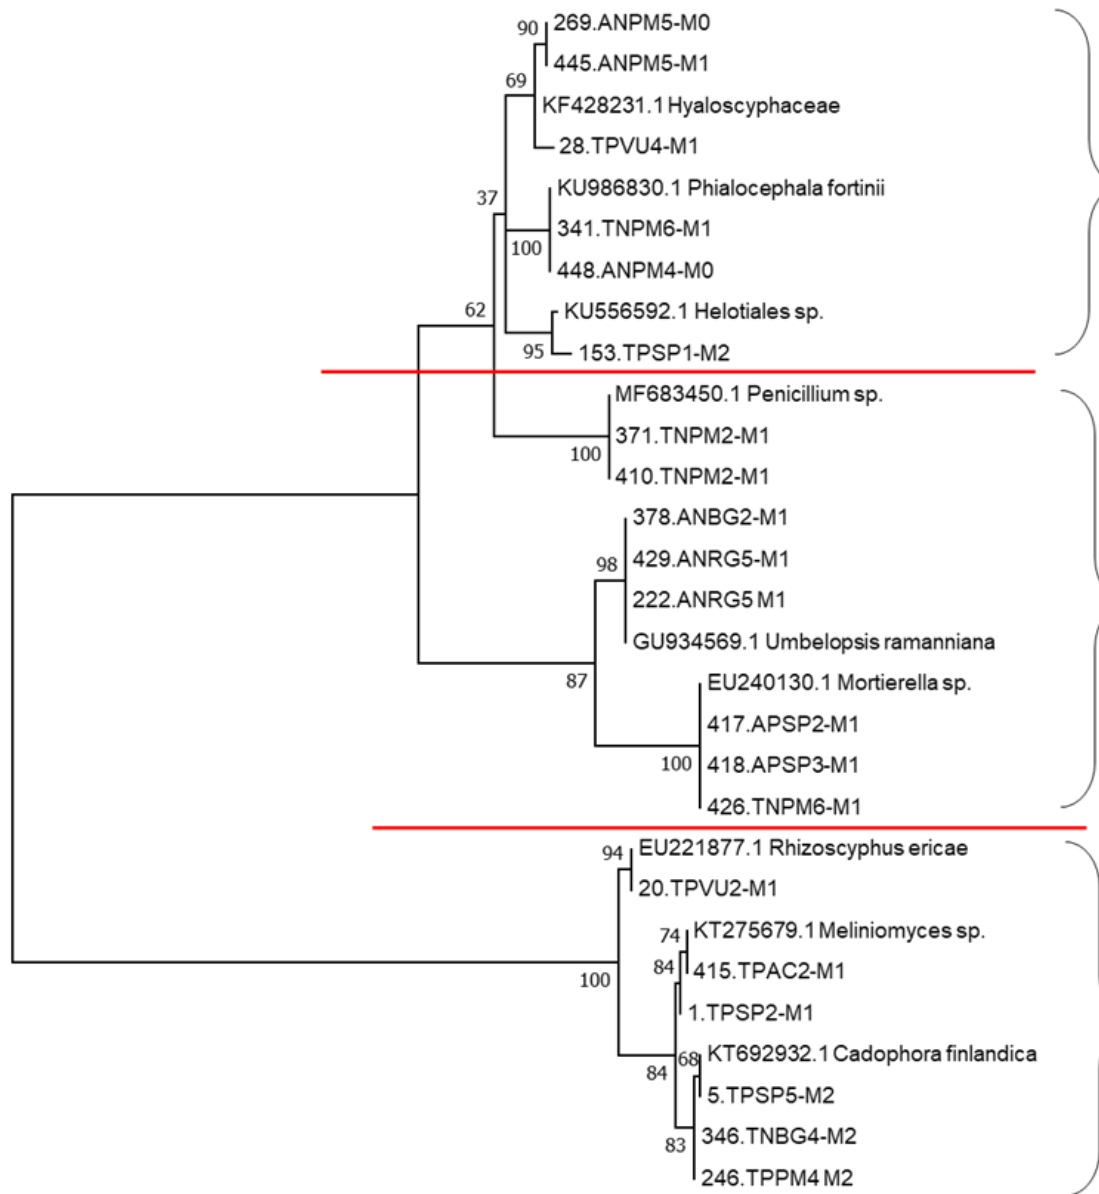 90
269.ANPM5-M0
445.ANPM5-M1
69
KF428231.1 Hyaloscyphaceae
28.TPVU4-M1
KU986830.1 Phialocephala fortinii
37
341.TNPM6-M1
100
448.ANPM4-M0
62
KU556592.1 Helotiales sp.
95
153.TPSP1-M2
MF683450.1 Penicillium sp.
371.TNPM2-M1
100
410.TNPM2-M1
378.ANBG2-M1
98
429.ANRG5-M1
222.ANRG5 M1
GU934569.1 Umbelopsis ramanniana
87
EU240130.1 Mortierella sp.
417.APSP2-M1
100
418.APSP3-M1
426.TNPM6-M1
94
EU221877.1 Rhizoscyphus ericae
20.TPVU2-M1
74
KT275679.1 Meliniomyces sp.
84
415.TPAC2-M1
100
1.TPSP2-M1
68
KT692932.1 Cadophora finlandica
84
5.TPSP5-M2
83
346.TNBG4-M2
246.TPPM4 M2